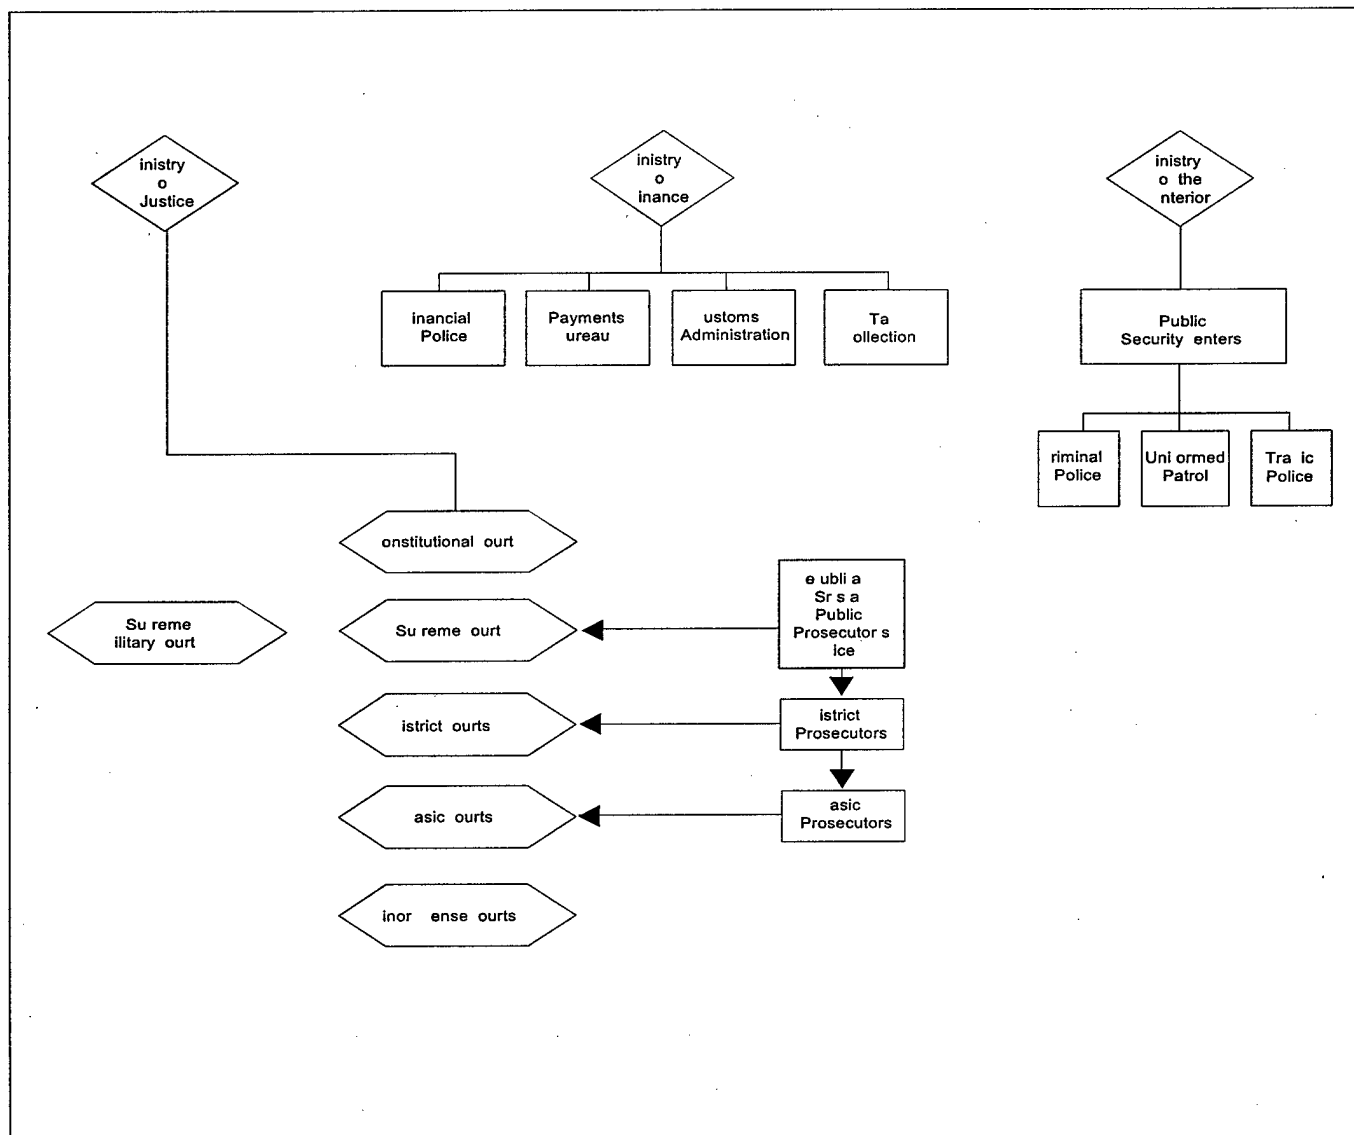 inistry
o
Justice
inistry
o
inance
inistry
o the
nterior
inancial
Police
Payments
ureau
ustoms
Administration
Ta
ollection
Public
Security enters
riminal
Police
Uni ormed
Patrol
Tra ic
Police
onstitutional ourt
Su reme
ilitary ourt
Su reme ourt
e ubli a
Sr s a
Public
Prosecutor s
ice
istrict ourts
istrict
Prosecutors
asic ourts
asic
Prosecutors
inor ense ourts